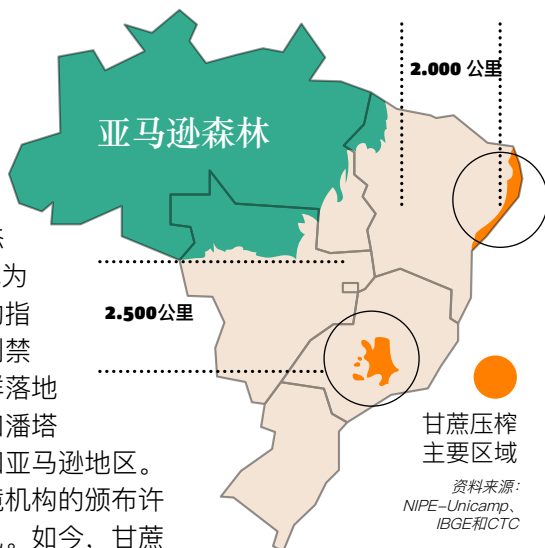 2.000 公里
亚马逊森林
为
2.500公里
指
禁
落地
潘塔
亚马逊地区。
机构的颁布许
。如今，甘蔗
甘蔗压榨
主要区域
资料来源：
NIPE–Unicamp、
IBGE和CTC